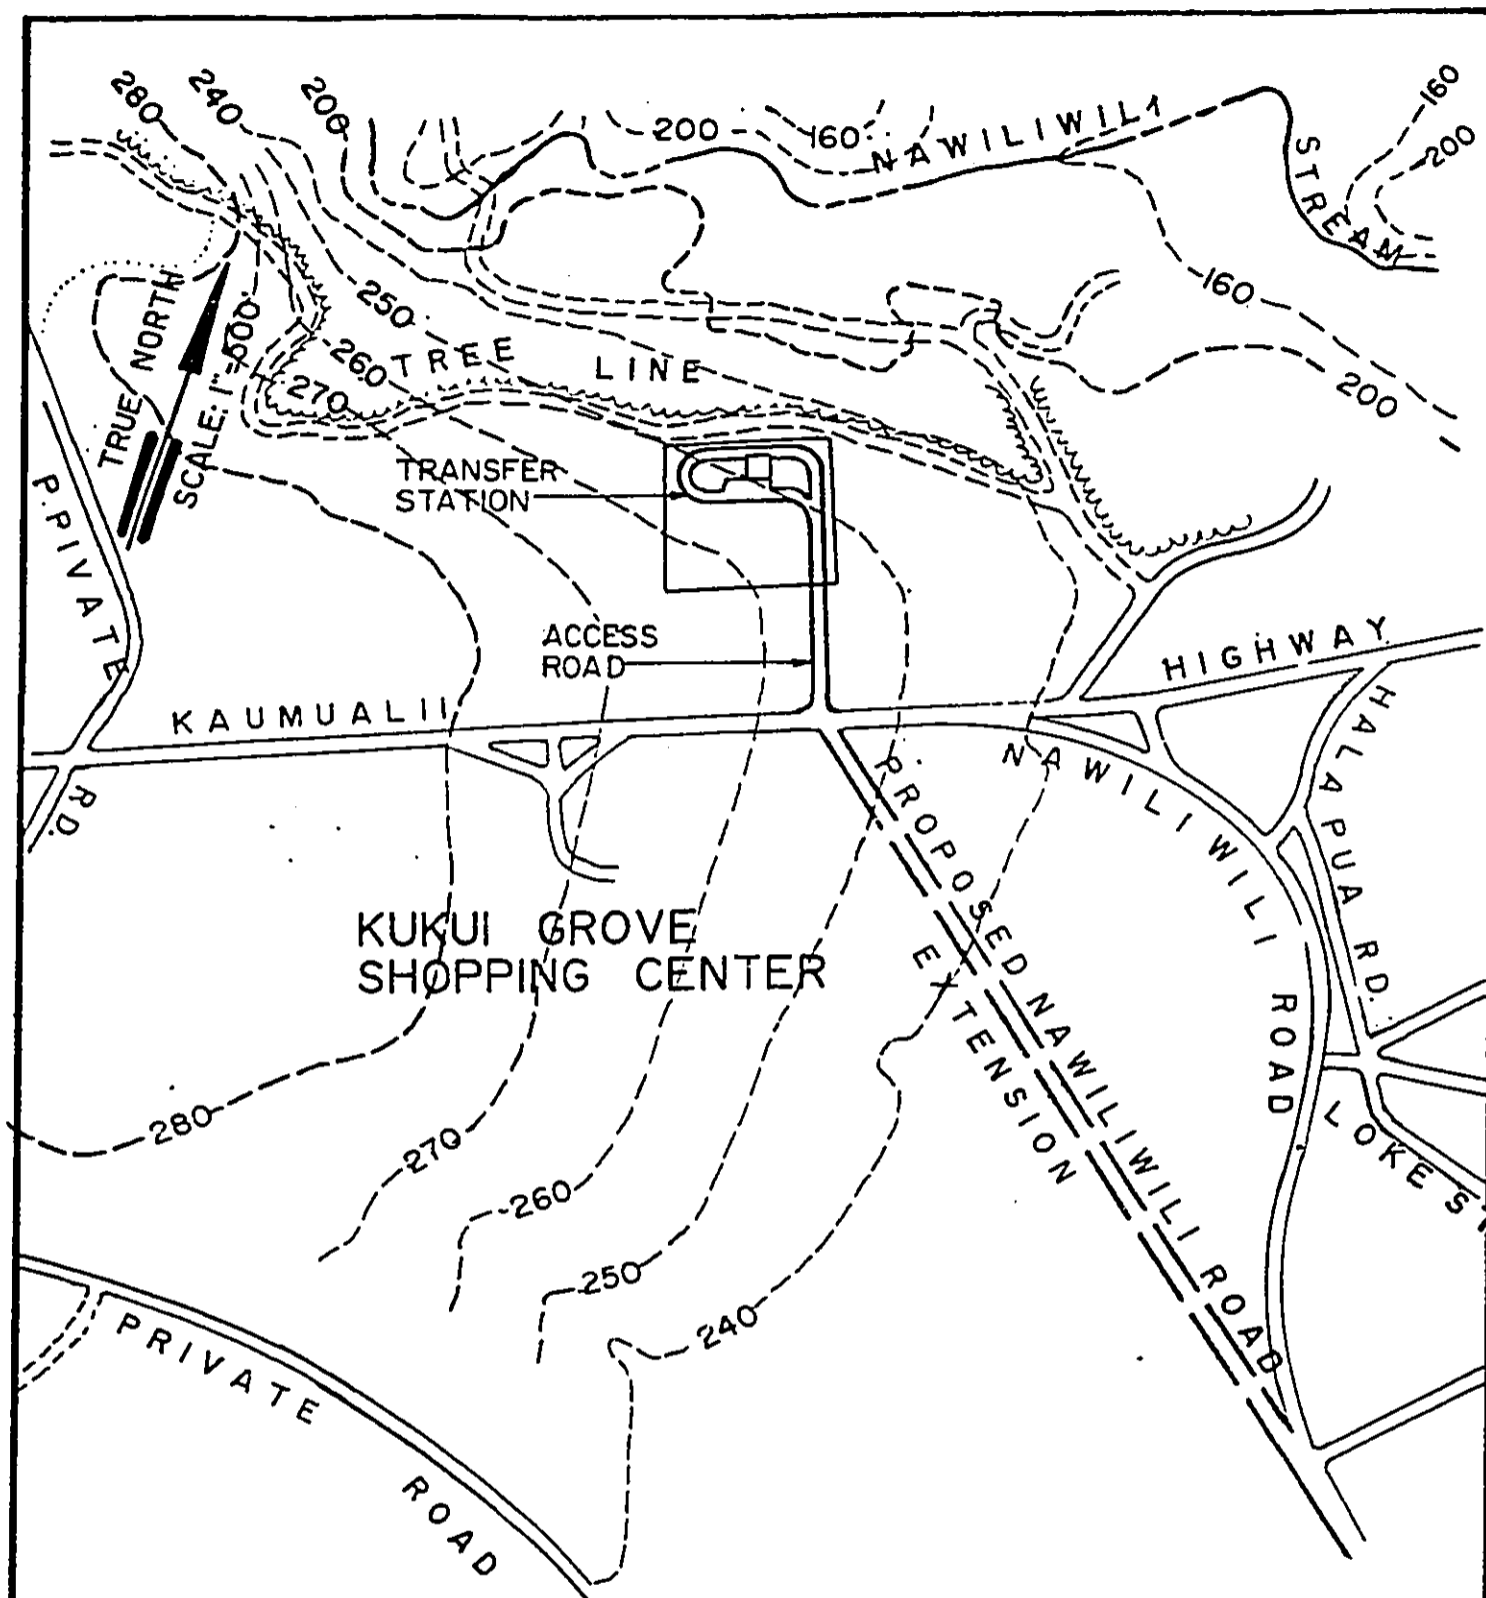 280
240
200
200
160
NAWILIWILI
STREAM
160
200
160
200
250
260
270
TREE LINE
TRUE NORTH
SCALE: 1"=600'
TRANSFER
STATION
P.PIVATE
RD.
ACCESS
ROAD
KAUMUALII
HIGHWAY
HALAPUA RD.
NAWILIWILI ROAD
PROPOSED NAWILIWILI ROAD
EXTENSION
KUKUI GROVE
SHOPPING CENTER
LOKE S
280
270
260
250
240
PRIVATE
ROAD